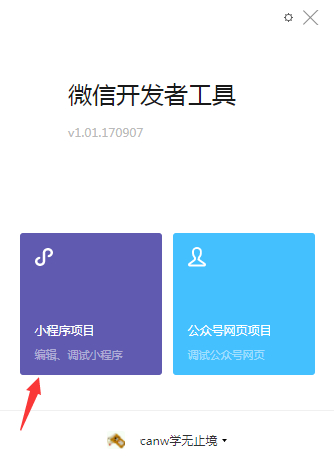 微信开发者工具
v1.01.170907
小程序项目
编辑、调试小程序
公众号网页项目
调试公众号网页
canw学无止境